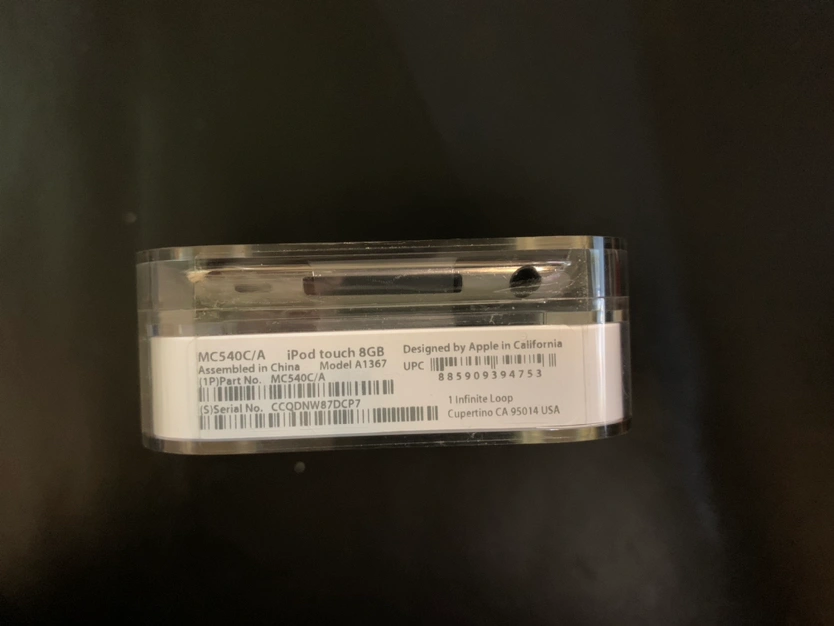 MC540C/A iPod touch 8GB
Assembled in China Model A1367
(1P)Part No. MC540C/A
(S)Serial No. CCQDNW87DCP7
Designed by Apple in California
UPC
885909394753
1 Infinite Loop
Cupertino CA 95014 USA